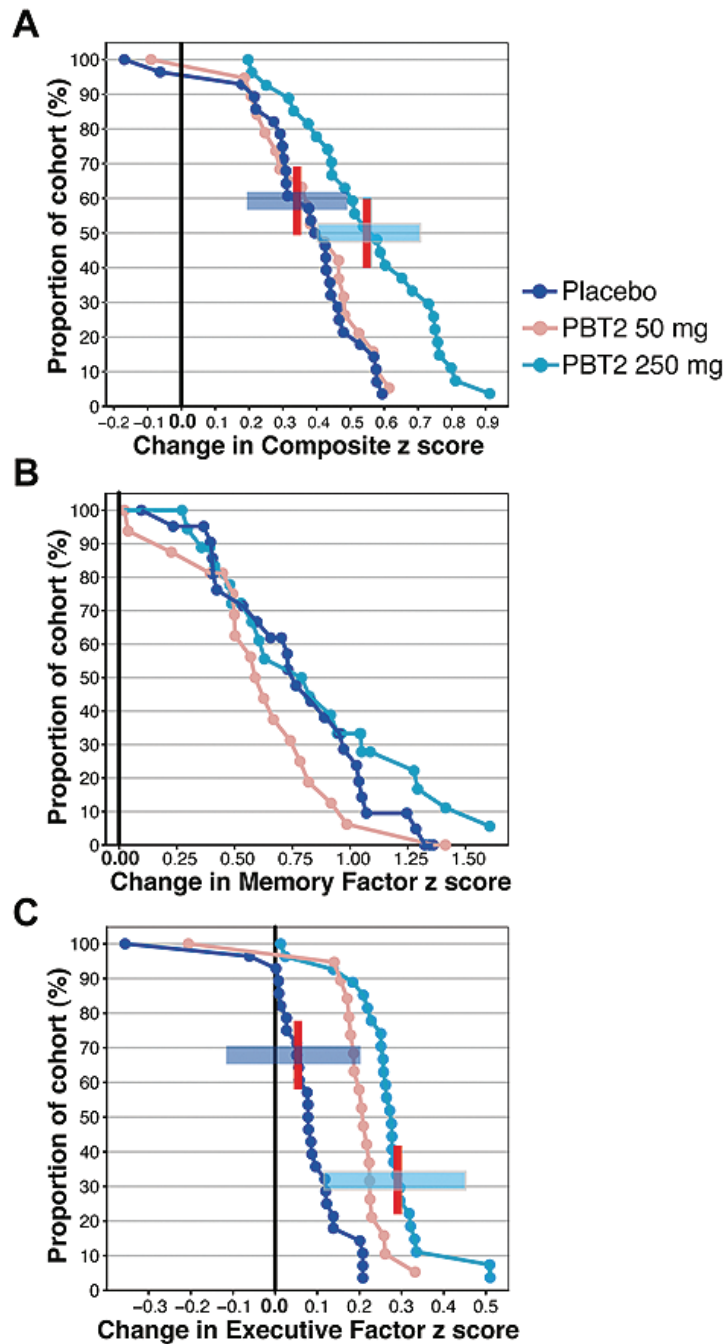 A
Proportion of cohort (%)
100
90
80
70
60
50
40
30
20
10
0
−0.2 −0.1 0.0 0.1 0.2 0.3 0.4 0.5 0.6 0.7 0.8 0.9
Change in Composite z score
Placebo
PBT2 50 mg
PBT2 250 mg
B
Proportion of cohort (%)
100
90
80
70
60
50
40
30
20
10
0
0.00 0.25 0.50 0.75 1.00 1.25 1.50
Change in Memory Factor z score
C
Proportion of cohort (%)
100
90
80
70
60
50
40
30
20
10
0
−0.3 −0.2 −0.1 0.0 0.1 0.2 0.3 0.4 0.5
Change in Executive Factor z score